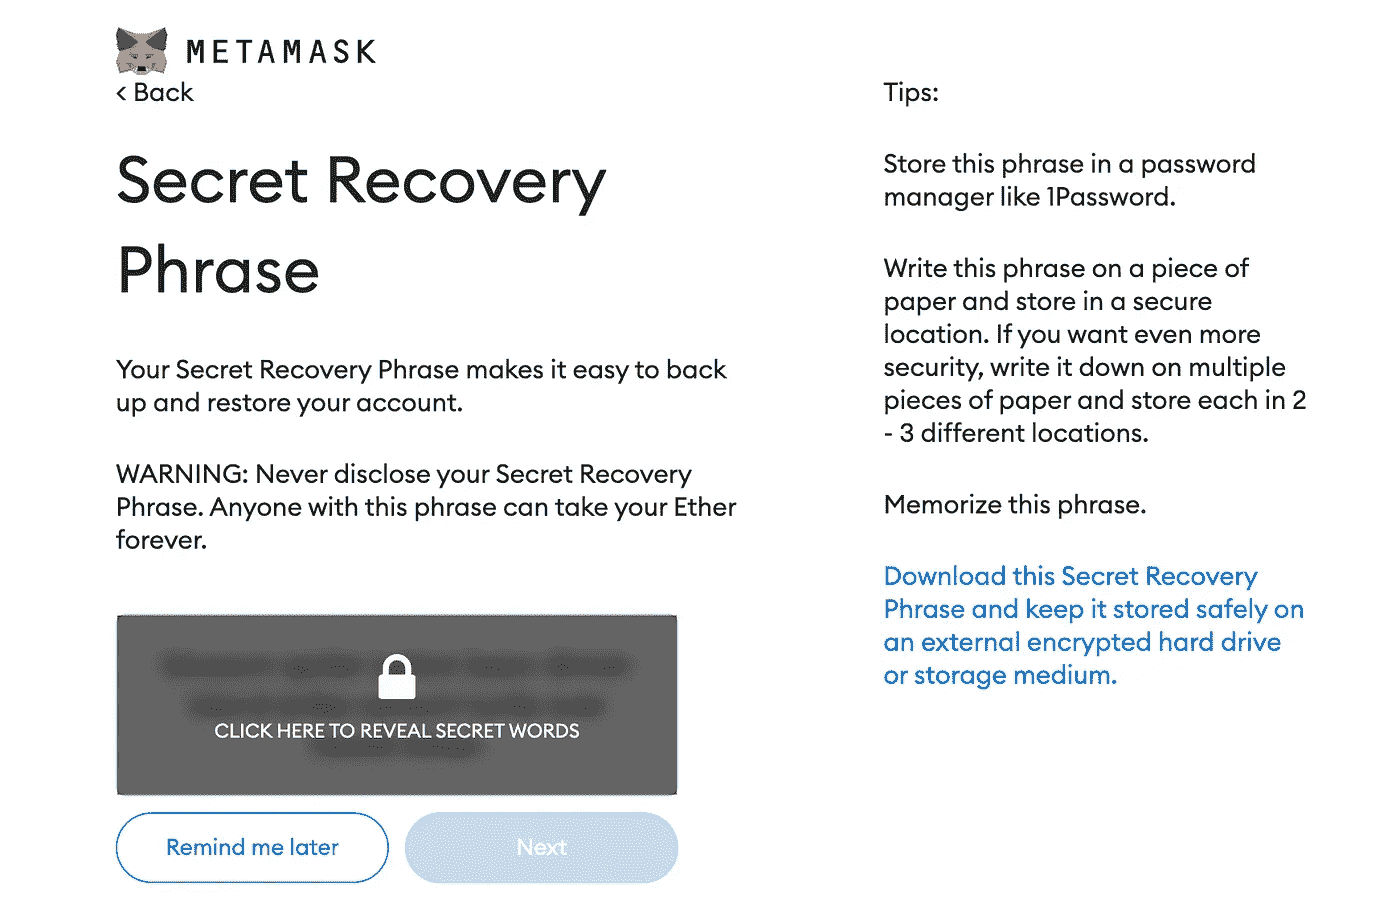 METAMASK
< Back
Secret Recovery
Phrase
Your Secret Recovery Phrase makes it easy to back
up and restore your account.
WARNING: Never disclose your Secret Recovery
Phrase. Anyone with this phrase can take your Ether
forever.
CLICK HERE TO REVEAL SECRET WORDS
Remind me later
Next
Tips:
Store this phrase in a password
manager like 1Password.
Write this phrase on a piece of
paper and store in a secure
location. If you want even more
security, write it down on multiple
pieces of paper and store each in 2
- 3 different locations.
Memorize this phrase.
Download this Secret Recovery
Phrase and keep it stored safely on
an external encrypted hard drive
or storage medium.